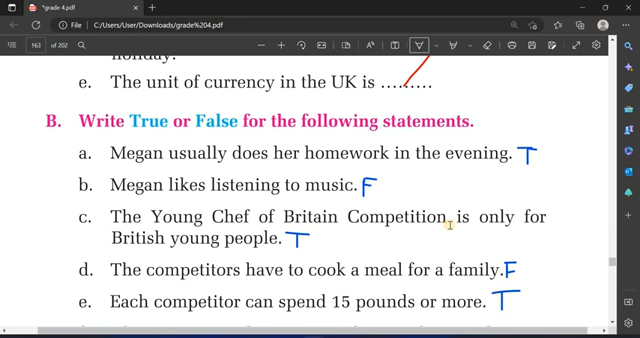 *grade 4.pdf
C:/Users/User/Downloads/grade%204.pdf
163 of 202
holiday?
e. The unit of currency in the UK is .........
B. Write True or False for the following statements.
a. Megan usually does her homework in the evening. T
b. Megan likes listening to music. F
c. The Young Chef of Britain Competition is only for
British young people. T
d. The competitors have to cook a meal for a family. F
e. Each competitor can spend 15 pounds or more. T